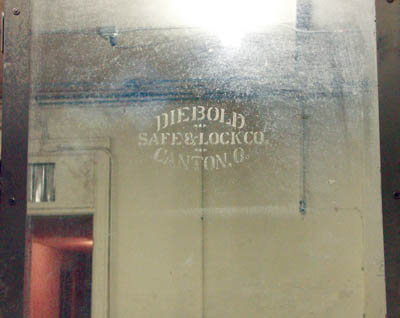 DIEBOLD
SAFE & LOCK CO.
CANTON, O.